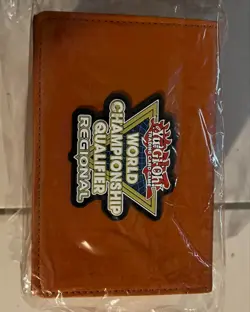 Yu-Gi-Oh!
TRADING CARD GAME
WORLD
CHAMPIONSHIP
QUALIFIER
REGIONAL